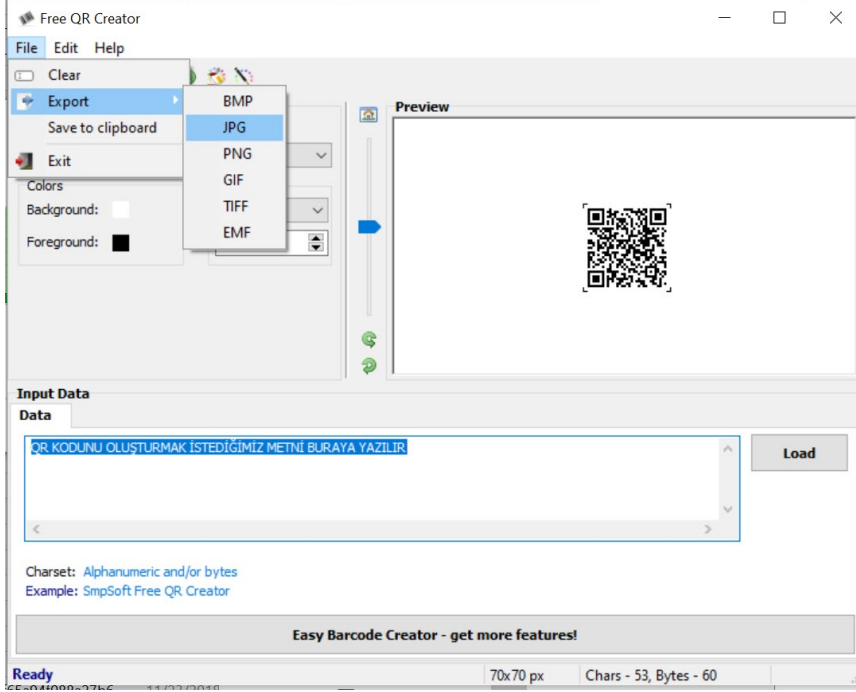 Free QR Creator
File Edit Help
Clear
Export
Save to clipboard
Exit
BMP
JPG
PNG
GIF
TIFF
EMF
Colors
Background:
Foreground:
Preview
Input Data
Data
QR KODUNU OLUŞTURMAK İSTEDİĞİMİZ METNİ BURAYA YAZILIR
Load
Charset: Alphanumeric and/or bytes
Example: SmpSoft Free QR Creator
Easy Barcode Creator - get more features!
Ready 70x70 px Chars - 53, Bytes - 60